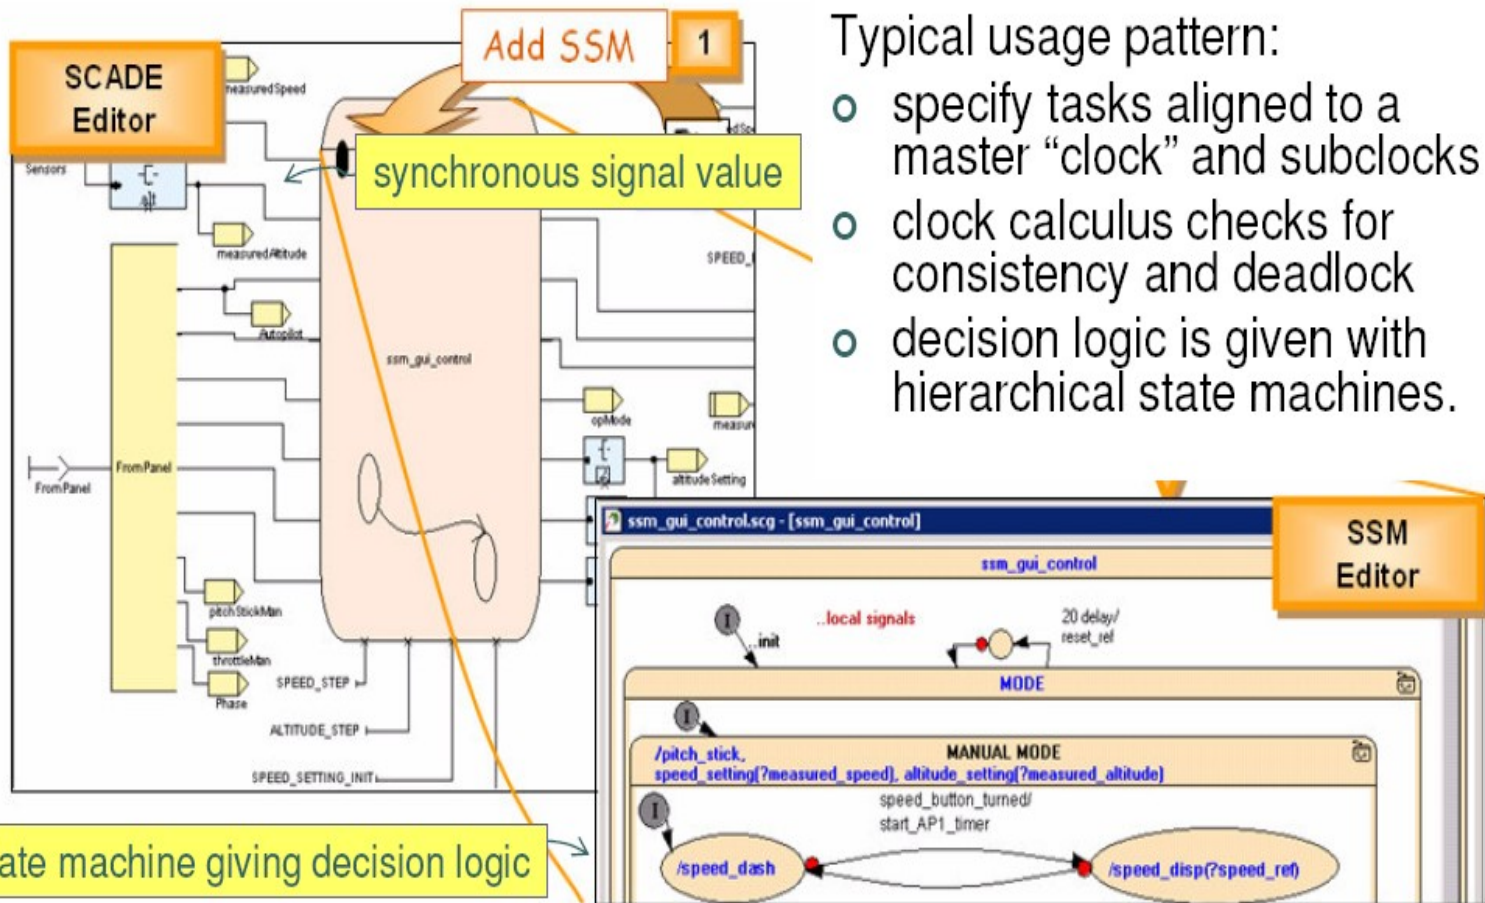 Add SSM
1
SCADE
Editor
measuredSpeed
synchronous signal value
Sensors
measuredAltitude
SPEED_
Autopilot
ssm_gui_control
opMode
measur
FromPanel
FromPanel
altitudeSetting
pitchStickMan
throttleMan
Phase
SPEED_STEP
ALTITUDE_STEP
SPEED_SETTING_INIT
ate machine giving decision logic
Typical usage pattern:
specify tasks aligned to a
master “clock” and subclocks
clock calculus checks for
consistency and deadlock
decision logic is given with
hierarchical state machines.
ssm_gui_control.scg - [ssm_gui_control]
SSM
Editor
ssm_gui_control
I
..init
..local signals
20 delay/
reset_ref
MODE
I
/pitch_stick,
MANUAL MODE
speed_setting(?measured_speed), altitude_setting(?measured_altitude)
I
speed_button_turned/
start_AP1_timer
/speed_dash
/speed_disp(?speed_ref)